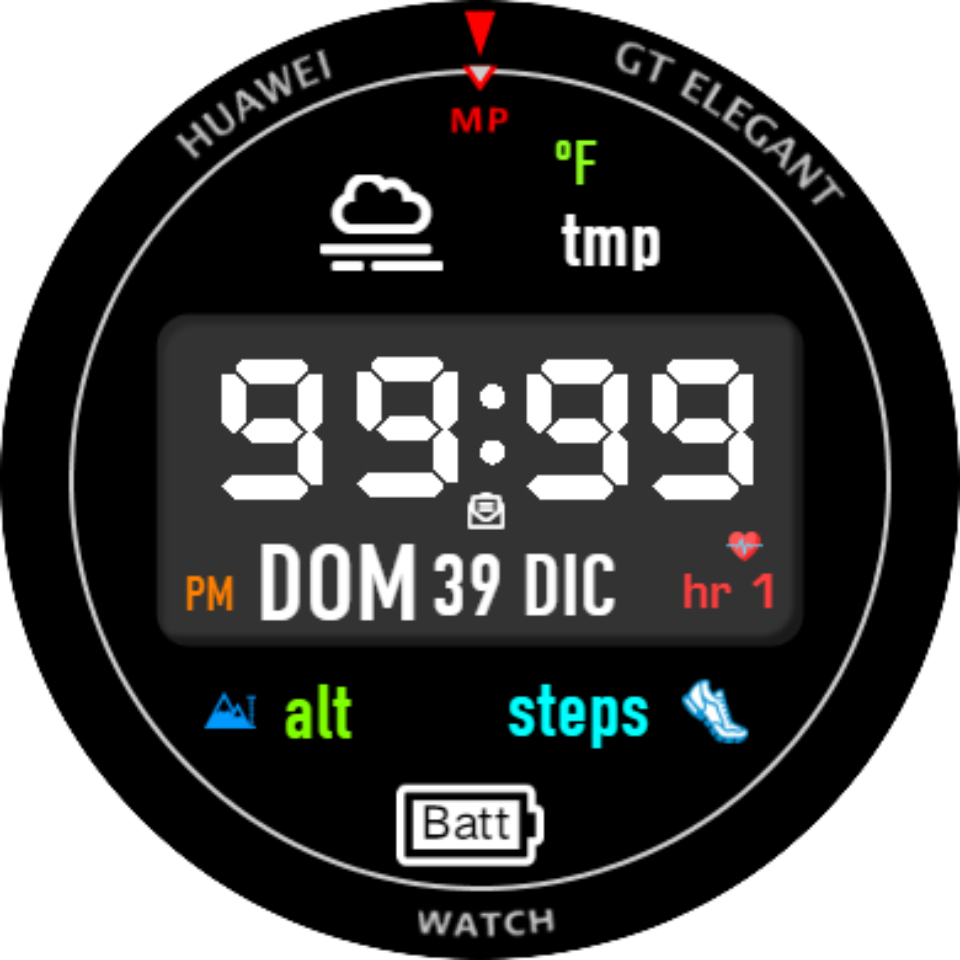 HUAWEI
GT ELEGANT
MP
°F
tmp
99:99
PM DOM 39 DIC hr 1
alt steps
Batt
WATCH